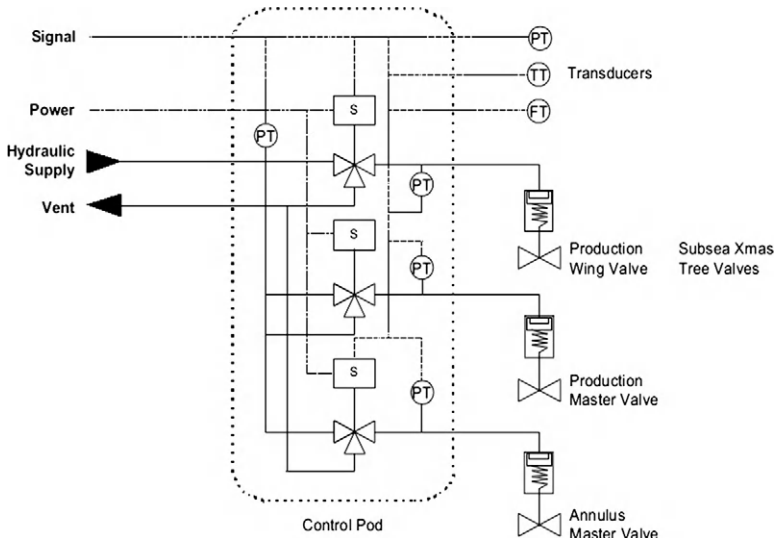 Signal
PT
TT
Transducers
Power
S
FT
PT
Hydraulic
Supply
PT
Vent
S
Production
Wing Valve
Subsea Xmas
Tree Valves
PT
S
Production
Master Valve
PT
Annulus
Master Valve
Control Pod